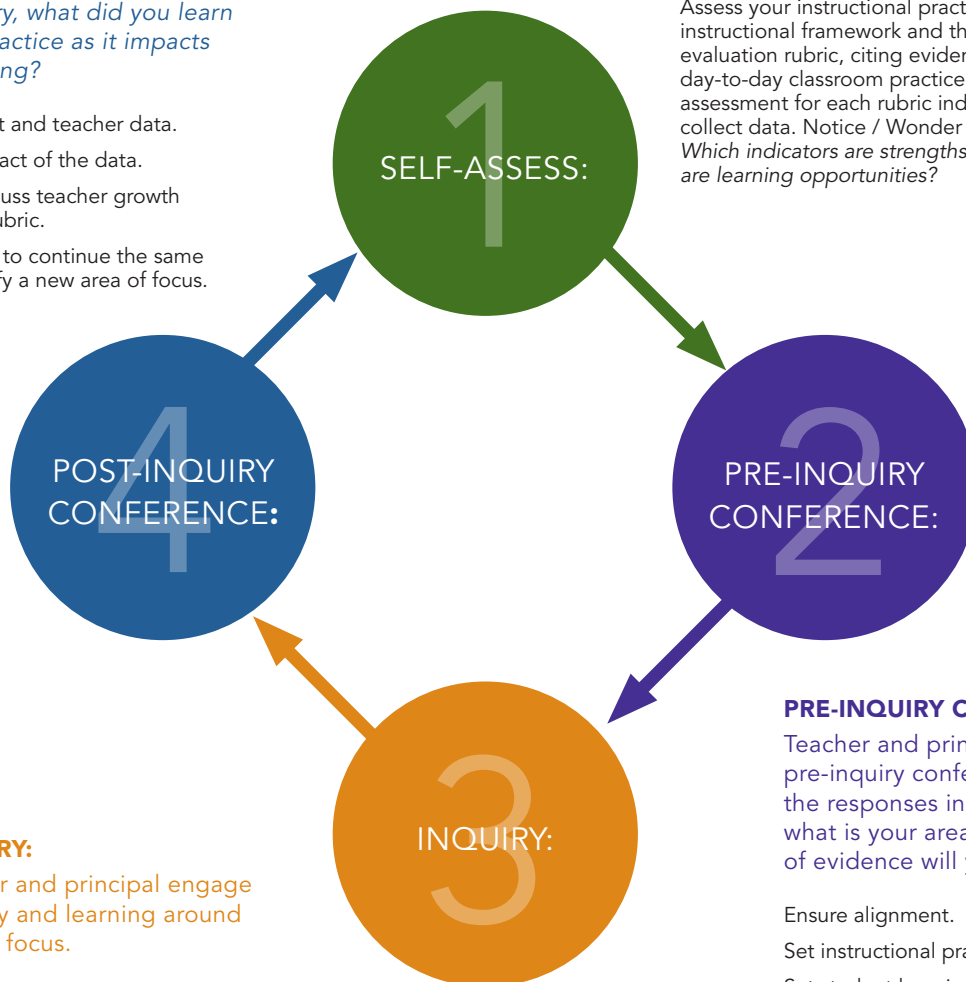 ry, what did you learn
actice as it impacts
ng?
t and teacher data.
act of the data.
uss teacher growth
ubric.
to continue the same
fy a new area of focus.
1
SELF-ASSESS:
Assess your instructional pract
instructional framework and th
evaluation rubric, citing eviden
day-to-day classroom practice
assessment for each rubric ind
collect data. Notice / Wonder
Which indicators are strengths
are learning opportunities?
4
POST-INQUIRY
CONFERENCE:
2
PRE-INQUIRY
CONFERENCE:
3
INQUIRY:
RY:
r and principal engage
y and learning around
focus.
PRE-INQUIRY C
Teacher and prin
pre-inquiry confe
the responses in
what is your area
of evidence will y
Ensure alignment.
Set instructional pra